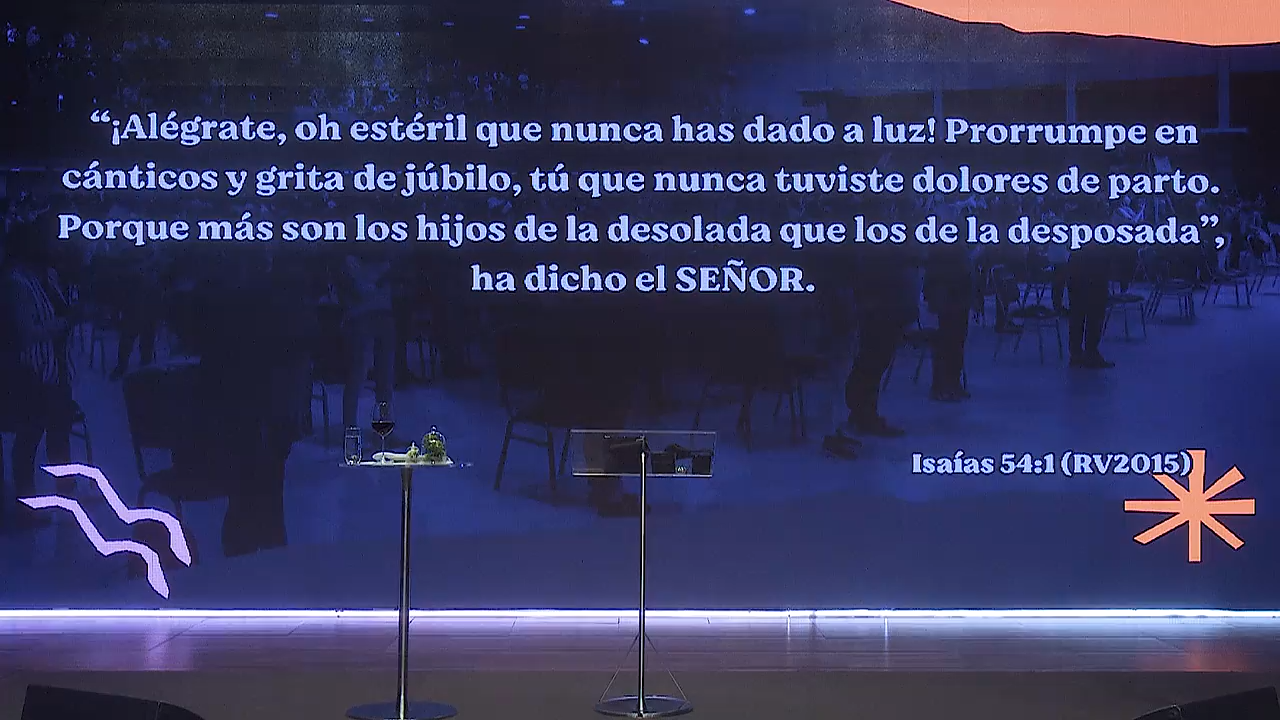 “¡Alégrate, oh estéril que nunca has dado a luz! Prorrumpe en
cánticos y grita de júbilo, tú que nunca tuviste dolores de parto.
Porque más son los hijos de la desolada que los de la desposada”,
ha dicho el SEÑOR.
Isaías 54:1 (RV2015)